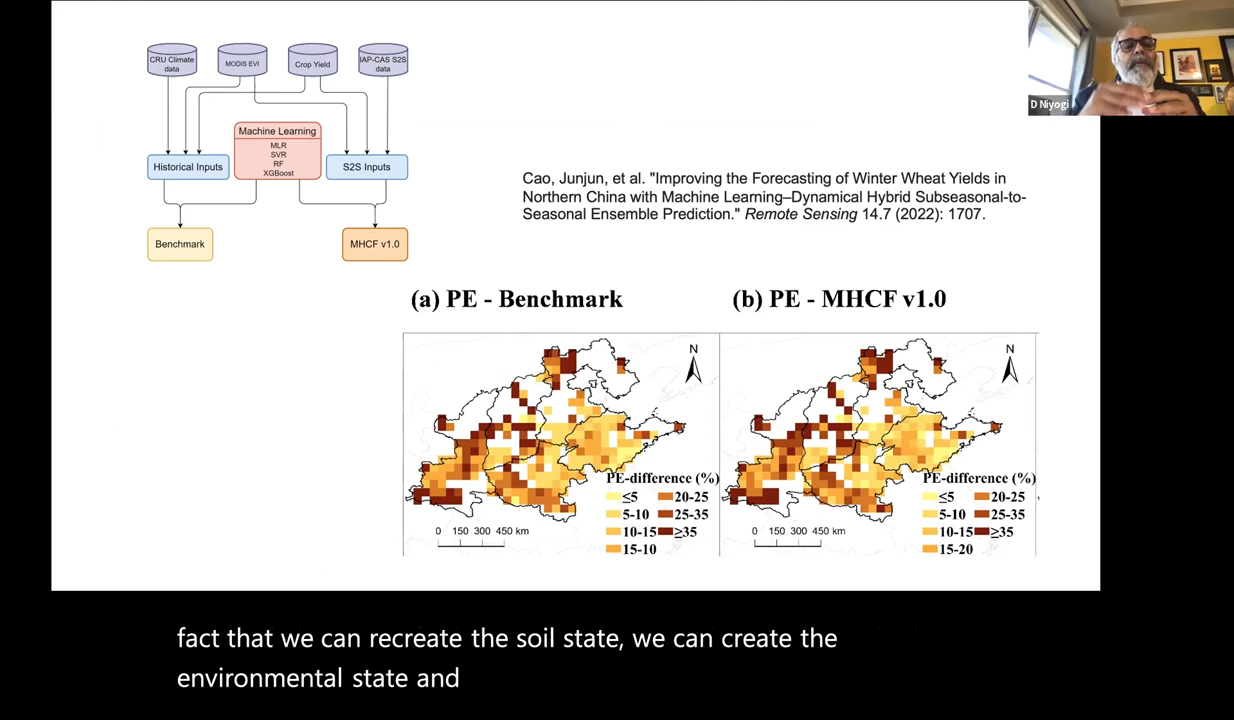 CRU Climate
data
MODIS EVI
Crop Yield
IAP-CAS S2S
data
Machine Learning
MLR
SVR
RF
XGBoost
Historical Inputs
S2S Inputs
Benchmark
MHCF v1.0
D Niyogi
Cao, Junjun, et al. "Improving the Forecasting of Winter Wheat Yields in
Northern China with Machine Learning–Dynamical Hybrid Subseasonal-to-
Seasonal Ensemble Prediction." Remote Sensing 14.7 (2022): 1707.
(a) PE - Benchmark
(b) PE - MHCF v1.0
N
PE-difference (%)
≤5 20-25
5-10 25-35
10-15 ≥35
15-10
0 150 300 450 km
N
PE-difference (%)
≤5 20-25
5-10 25-35
10-15 ≥35
15-20
0 150 300 450 km
fact that we can recreate the soil state, we can create the
environmental state and